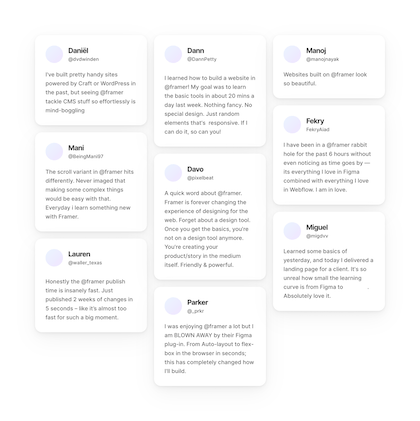 Daniël
@dvdwinden
I've built pretty handy sites
powered by Craft or WordPress in
the past, but seeing @framer
tackle CMS stuff so effortlessly is
mind-boggling
Mani
@BeingMani97
The scroll variant in @framer hits
differently. Never imagined that
making some complex things
would be easy with that.
Everyday I learn something new
with Framer.
Lauren
@waller_texas
Honestly the @framer publish
time is insanely fast. Just
published 2 weeks of changes in
5 seconds – like it's almost too
fast for such a big moment.
Dann
@DannPetty
I learned how to build a website in
@framer! My goal was to learn
the basic tools in about 20 mins a
day last week. Nothing fancy. No
special design. Just random
elements that's responsive. If I
can do it, so can you!
Davo
@pixelbeat
A quick word about @framer.
Framer is forever changing the
experience of designing for the
web. Forget about a design tool.
Once you get the basics, you're
not on a design tool anymore.
You're creating your
product/story in the medium
itself. Friendly & powerful.
Parker
@_prkr
I was enjoying @framer a lot but I
am BLOWN AWAY by their Figma
plug-in. From Auto-layout to flex-
box in the browser in seconds;
this has completely changed how
I'll build.
Manoj
@manojnayak
Websites built on @framer look
so beautiful.
Fekry
FekryAiad
I have been in a @framer rabbit
hole for the past 6 hours without
even noticing as time goes by —
its everything I love in Figma
combined with everything I love
in Webflow. I am in love.
Miguel
@migdvv
Learned some basics of
yesterday, and today I delivered a
landing page for a client. It's so
unreal how small the learning
curve is from Figma to .
Absolutely love it.